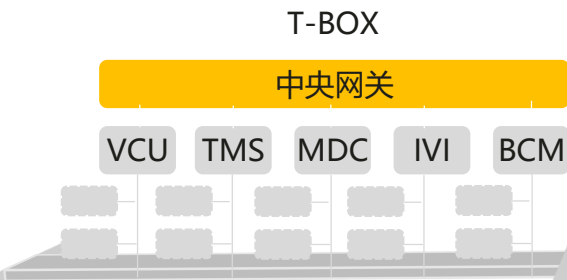 T-BOX
中央网关
VCU TMS MDC IVI BCM